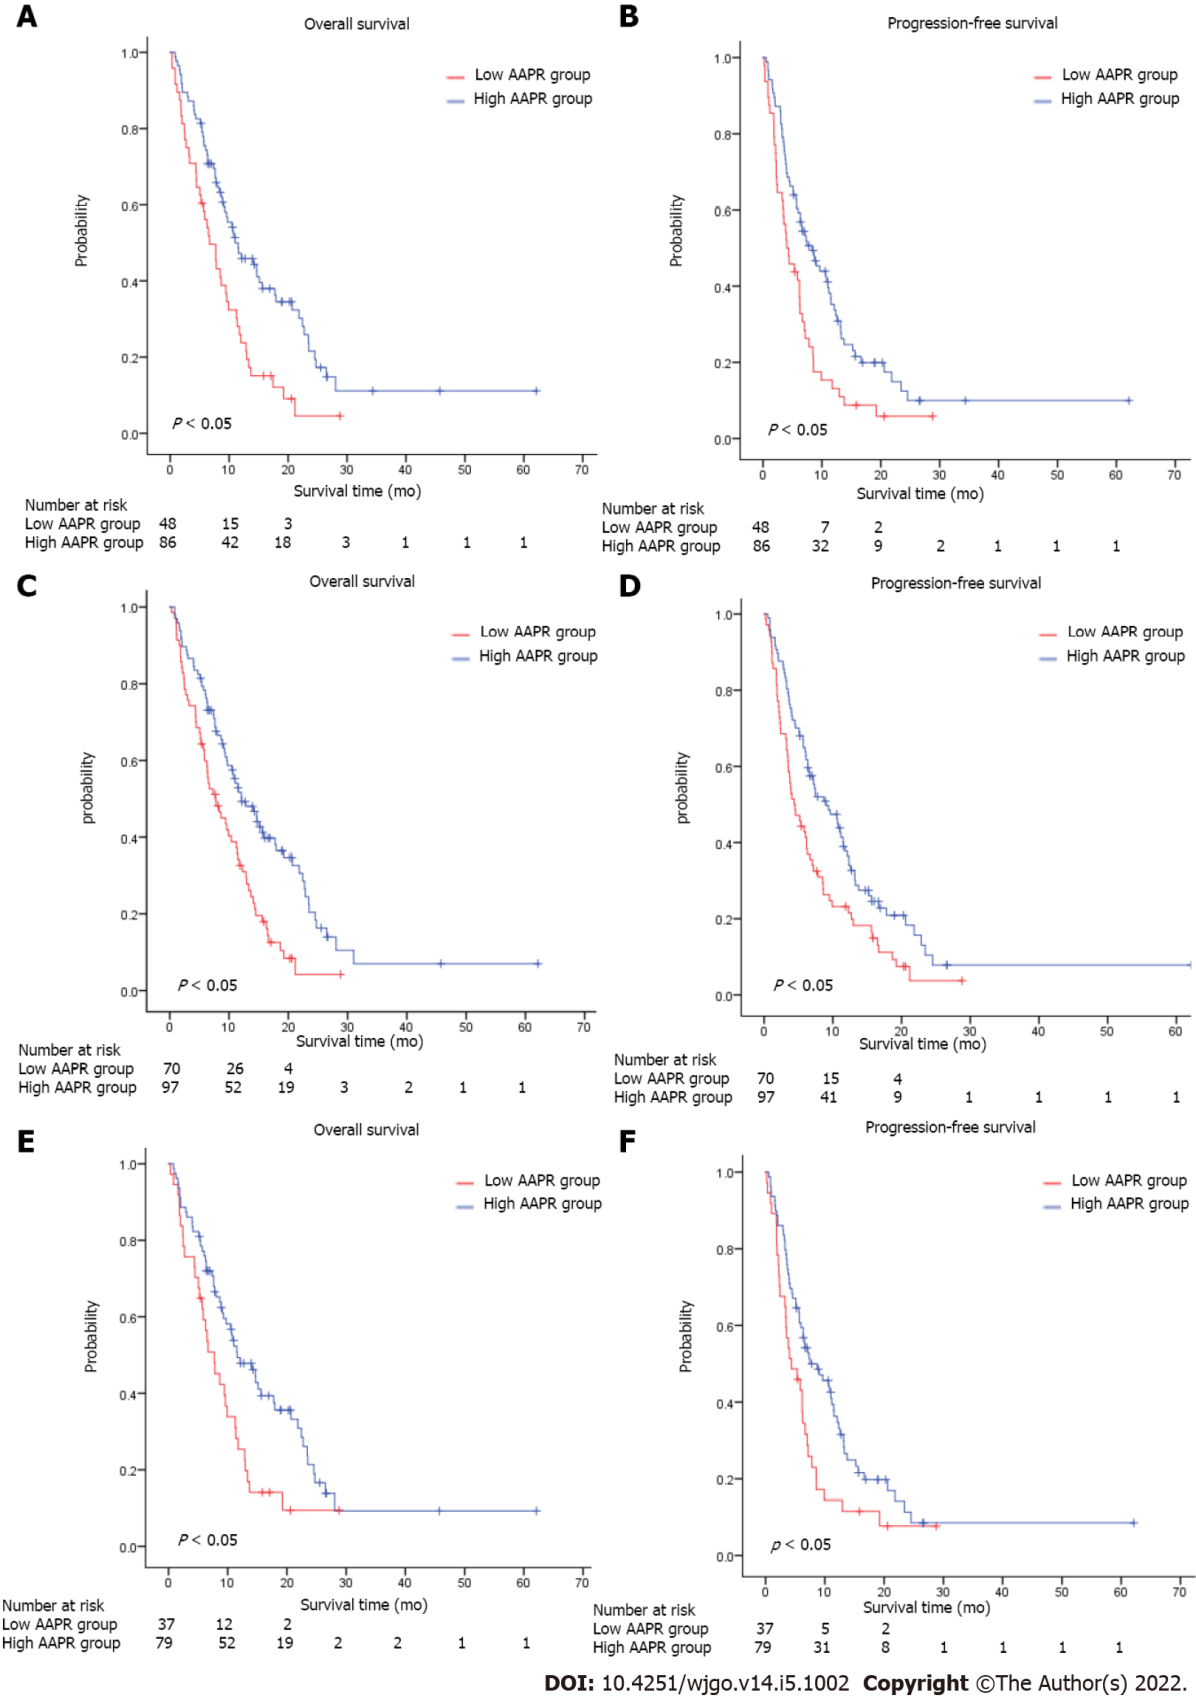 A
Overall survival
Low AAPR group
High AAPR group
Probability
1.0
0.8
0.6
0.4
0.2
0.0
P < 0.05
0 10 20 30 40 50 60 70
Survival time (mo)
Number at risk
Low AAPR group 48 15 3
High AAPR group 86 42 18 3 1 1 1
B
Progression-free survival
Low AAPR group
High AAPR group
Probability
1.0
0.8
0.6
0.4
0.2
0.0
P < 0.05
0 10 20 30 40 50 60 70
Survival time (mo)
Number at risk
Low AAPR group 48 7 2
High AAPR group 86 32 9 2 1 1 1
C
Overall survival
Low AAPR group
High AAPR group
probability
1.0
0.8
0.6
0.4
0.2
0.0
P < 0.05
0 10 20 30 40 50 60 70
Survival time (mo)
Number at risk
Low AAPR group 70 26 4
High AAPR group 97 52 19 3 2 1 1
D
Progression-free survival
Low AAPR group
High AAPR group
probability
1.0
0.8
0.6
0.4
0.2
0.0
P < 0.05
0 10 20 30 40 50 60
Survival time (mo)
Number at risk
Low AAPR group 70 15 4
High AAPR group 97 41 9 1 1 1 1
E
Overall survival
Low AAPR group
High AAPR group
Probability
1.0
0.8
0.6
0.4
0.2
0.0
P < 0.05
0 10 20 30 40 50 60 70
Survival time (mo)
Number at risk
Low AAPR group 37 12 2
High AAPR group 79 52 19 2 2 1 1
F
Progression-free survival
Low AAPR group
High AAPR group
Probability
1.0
0.8
0.6
0.4
0.2
0.0
p < 0.05
0 10 20 30 40 50 60 70
Survival time (mo)
Number at risk
Low AAPR group 37 5 2
High AAPR group 79 31 8 1 1 1 1
DOI: 10.4251/wjgo.v14.i5.1002 Copyright ©The Author(s) 2022.